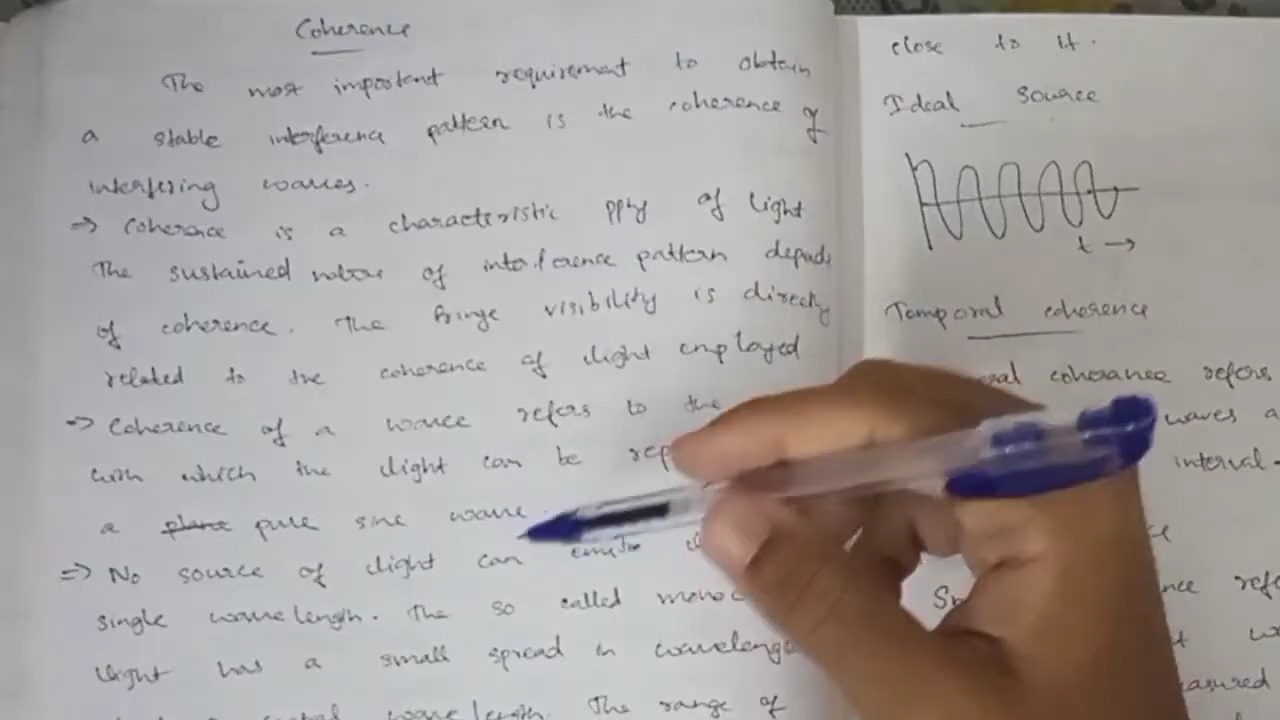 Coherence
The most important requirement to obtain
a stable interference pattern is the coherence of
interfering waves.
=> Coherence is a characteristic ppty of light
The sustained nature of interference pattern depends
of coherence. The fringe visibility is directly
related to the coherence of light employed
=> Coherence of a wave refers to the
with which the light can be rep
a plane pure sine wave.
=> No source of light can emit
single wavelength. The so called mono
light has a small spread in wavelength
wavelength. The range of
close to it.
Ideal source
t →
Temporal coherence
coherence refers
waves a
interval
refe
measured